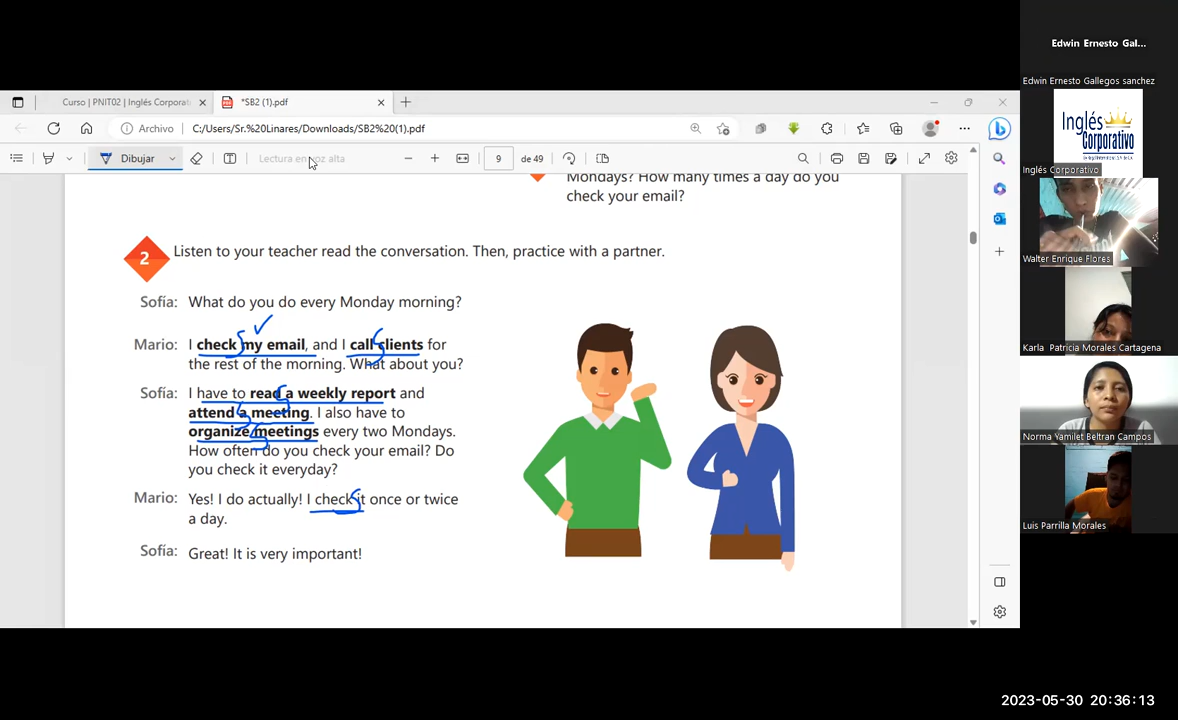 Edwin Ernesto Gal...
Edwin Ernesto Gallegos sanchez
Curso | PNIT02 | Inglés Corporat
*SB2 (1).pdf
Archivo
C:/Users/Sr.%20Linares/Downloads/SB2%20(1).pdf
Inglés
Corporativo
Inglés Corporativo
Dibujar
Lectura en voz alta
9
de 49
Mondays? How many times a day do you
check your email?
2
Listen to your teacher read the conversation. Then, practice with a partner.
Sofía: What do you do every Monday morning?
Mario: I check my email, and I call clients for
the rest of the morning. What about you?
Sofía: I have to read a weekly report and
attend a meeting. I also have to
organize meetings every two Mondays.
How often do you check your email? Do
you check it everyday?
Mario: Yes! I do actually! I check it once or twice
a day.
Sofía: Great! It is very important!
Walter Enrique Flores
Karla Patricia Morales Cartagena
Norma Yamilet Beltran Campos
Luis Parrilla Morales
2023-05-30 20:36:13